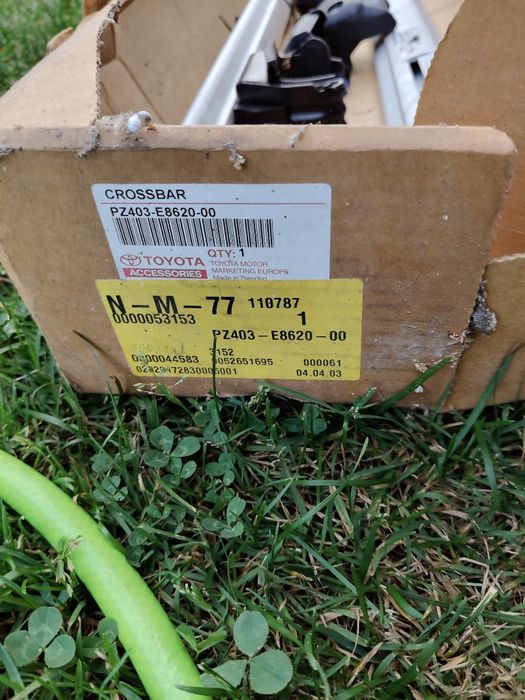 CROSSBAR
PZ403-E8620-00
QTY: 1
TOYOTA
TOYOTA MOTOR
MARKETING EUROPE
ACCESSORIES
Made in Sweden
N-M-77 110787
0000053153 1
PZ403-E8620-00
3152
0000044583 0052651695 000061
04.04.03